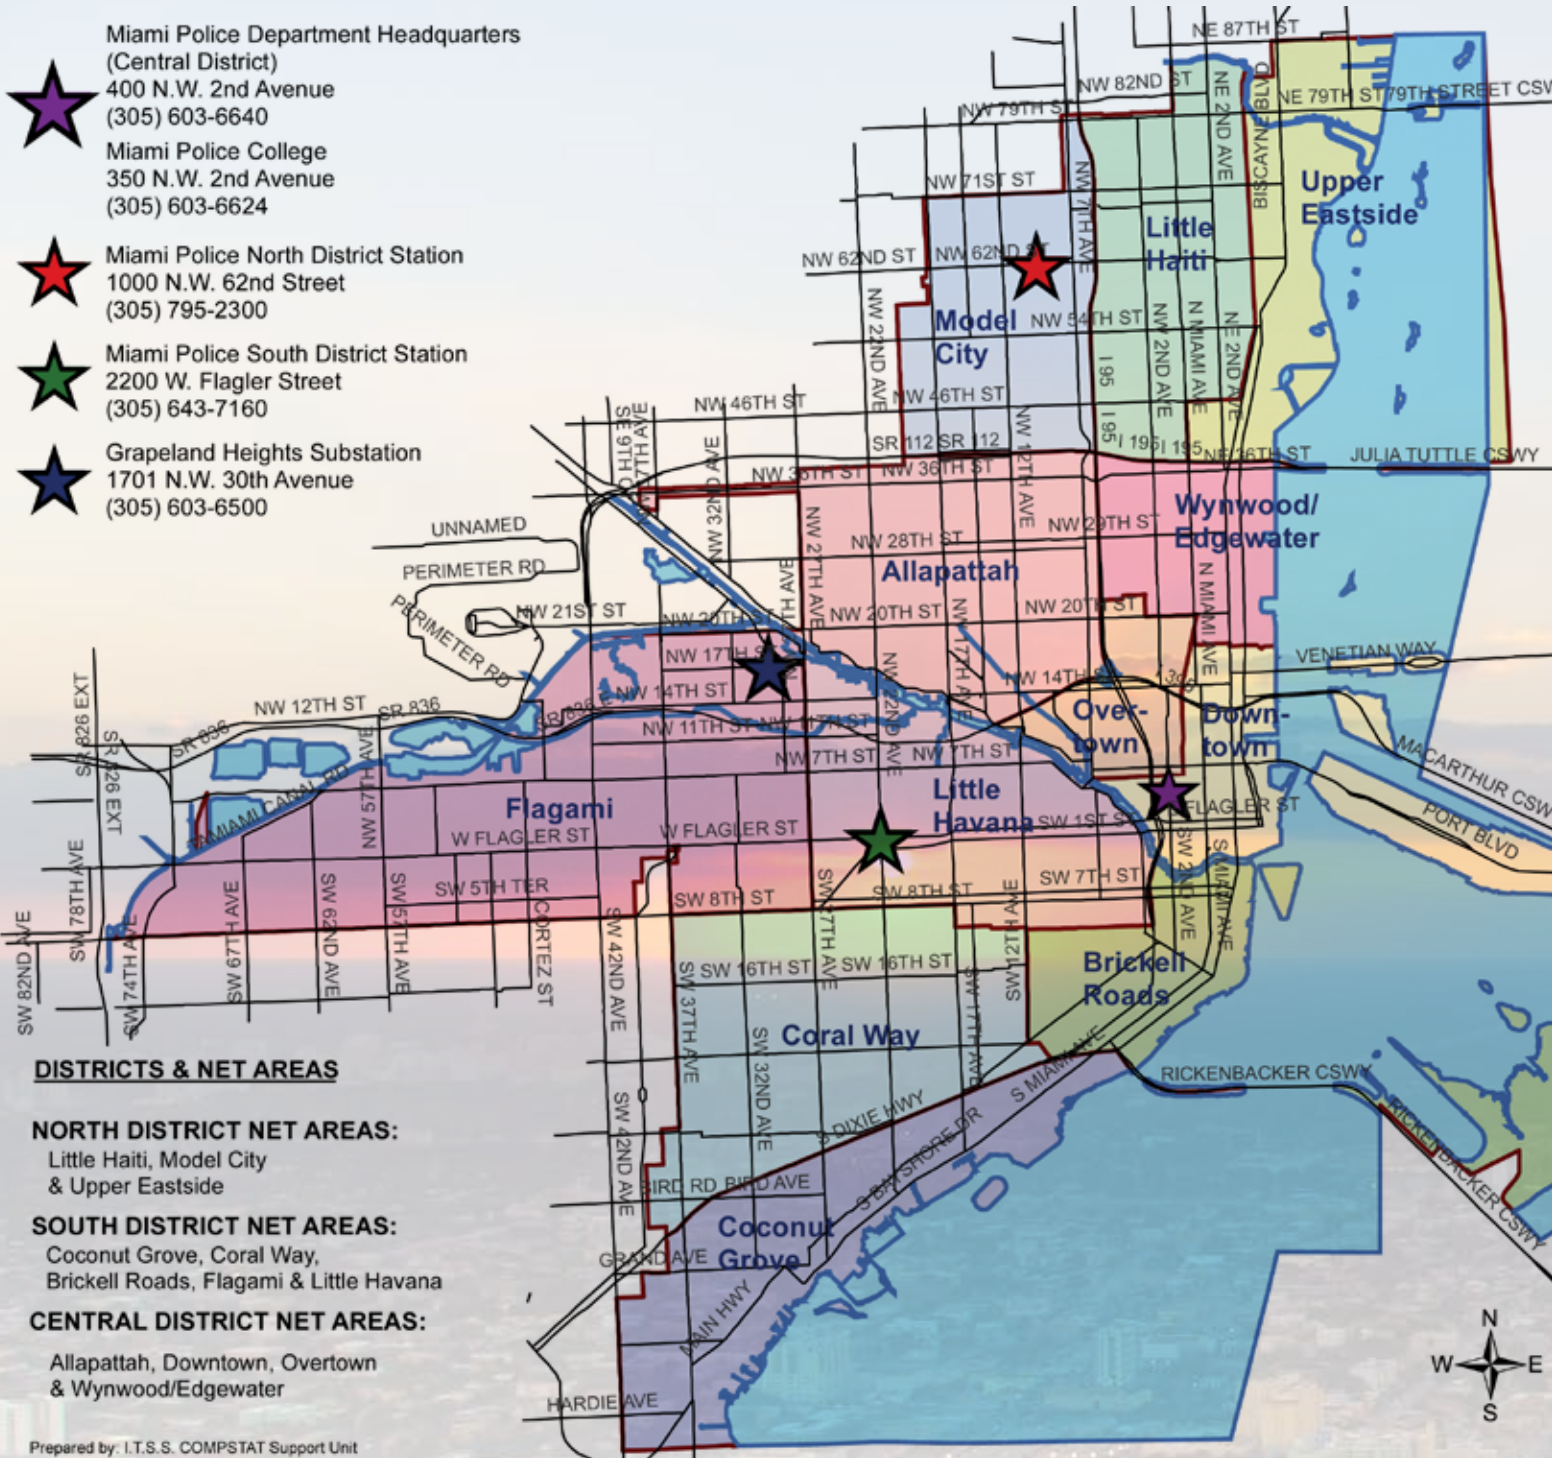 Miami Police Department Headquarters
(Central District)
400 N.W. 2nd Avenue
(305) 603-6640
Miami Police College
350 N.W. 2nd Avenue
(305) 603-6624
Miami Police North District Station
1000 N.W. 62nd Street
(305) 795-2300
Miami Police South District Station
2200 W. Flagler Street
(305) 643-7160
Grapeland Heights Substation
1701 N.W. 30th Avenue
(305) 603-6500
NE 87TH ST
NW 82ND ST
NE 2ND AVE
BISCAYNE BLVD
NE 79TH ST
79TH STREET CSW
NW 79TH ST
NW 71ST ST
NW 7TH AVE
Upper
Eastside
Little
Haiti
NW 62ND ST
NW 62ND ST
NW 22ND AVE
Model
City
NW 54TH ST
NW 2ND AVE
N MIAMI AVE
NE 2ND AVE
I 95
NW 46TH ST
NW 46TH ST
NW 12TH AVE
I 95
I 195
I 195
SR 112
SR 112
NE 36TH ST
JULIA TUTTLE CSWY
NW 36TH ST
NW 36TH ST
NW 32ND AVE
Wynwood/
Edgewater
UNNAMED
NW 27TH AVE
NW 29TH ST
NW 28TH ST
PERIMETER RD
Allapattah
N MIAMI AVE
PERIMETER RD
NW 21ST ST
NW 20TH ST
NW 20TH ST
NW 20TH ST
NW 17TH ST
NW 22ND AVE
NW 17TH AVE
VENETIAN WAY
NW 14TH ST
NW 14TH ST
I 395
SR 826 EXT
SR 826 EXT
NW 12TH ST
SR 836
SR 836
SR 836 E
NW 11TH ST
NW 11TH ST
Over-
town
Down-
town
NW 57TH AVE
NW 7TH ST
NW 7TH ST
MACARTHUR CSW
TAMIAMI CANAL RD
Flagami
Little
Havana
W FLAGLER ST
W FLAGLER ST
SW 1ST ST
FLAGLER ST
PORT BLVD
SW 78TH AVE
SW 5TH TER
SW 8TH ST
SW 8TH ST
SW 7TH ST
SW 2ND AVE
S MIAMI AVE
SW 82ND AVE
SW 74TH AVE
SW 67TH AVE
SW 62ND AVE
SW 57TH AVE
CORTEZ ST
SW 42ND AVE
SW 37TH AVE
SW 27TH AVE
SW 12TH AVE
SW 16TH ST
SW 16TH ST
SW 17TH AVE
Brickell
Roads
Coral Way
SW 32ND AVE
S MIAMI AVE
RICKENBACKER CSWY
RICKENBACKER CSWY
SW 42ND AVE
S DIXIE HWY
S BAYSHORE DR
BIRD RD
BIRD AVE
Coconut
Grove
GRAND AVE
MAIN HWY
HARDIE AVE
DISTRICTS & NET AREAS
NORTH DISTRICT NET AREAS:
Little Haiti, Model City
& Upper Eastside
SOUTH DISTRICT NET AREAS:
Coconut Grove, Coral Way,
Brickell Roads, Flagami & Little Havana
CENTRAL DISTRICT NET AREAS:
Allapattah, Downtown, Overtown
& Wynwood/Edgewater
Prepared by: I.T.S.S. COMPSTAT Support Unit
N
W
E
S